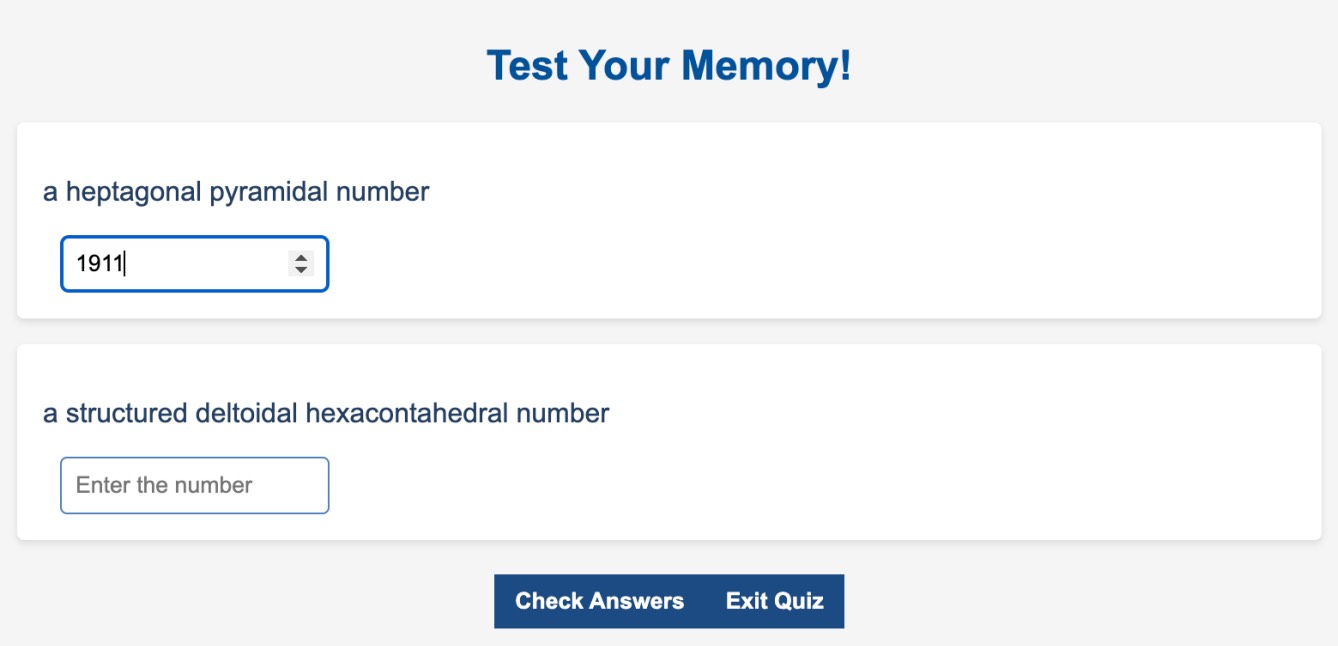 Test Your Memory!
a heptagonal pyramidal number
1911
a structured deltoidal hexacontahedral number
Enter the number
Check Answers Exit Quiz